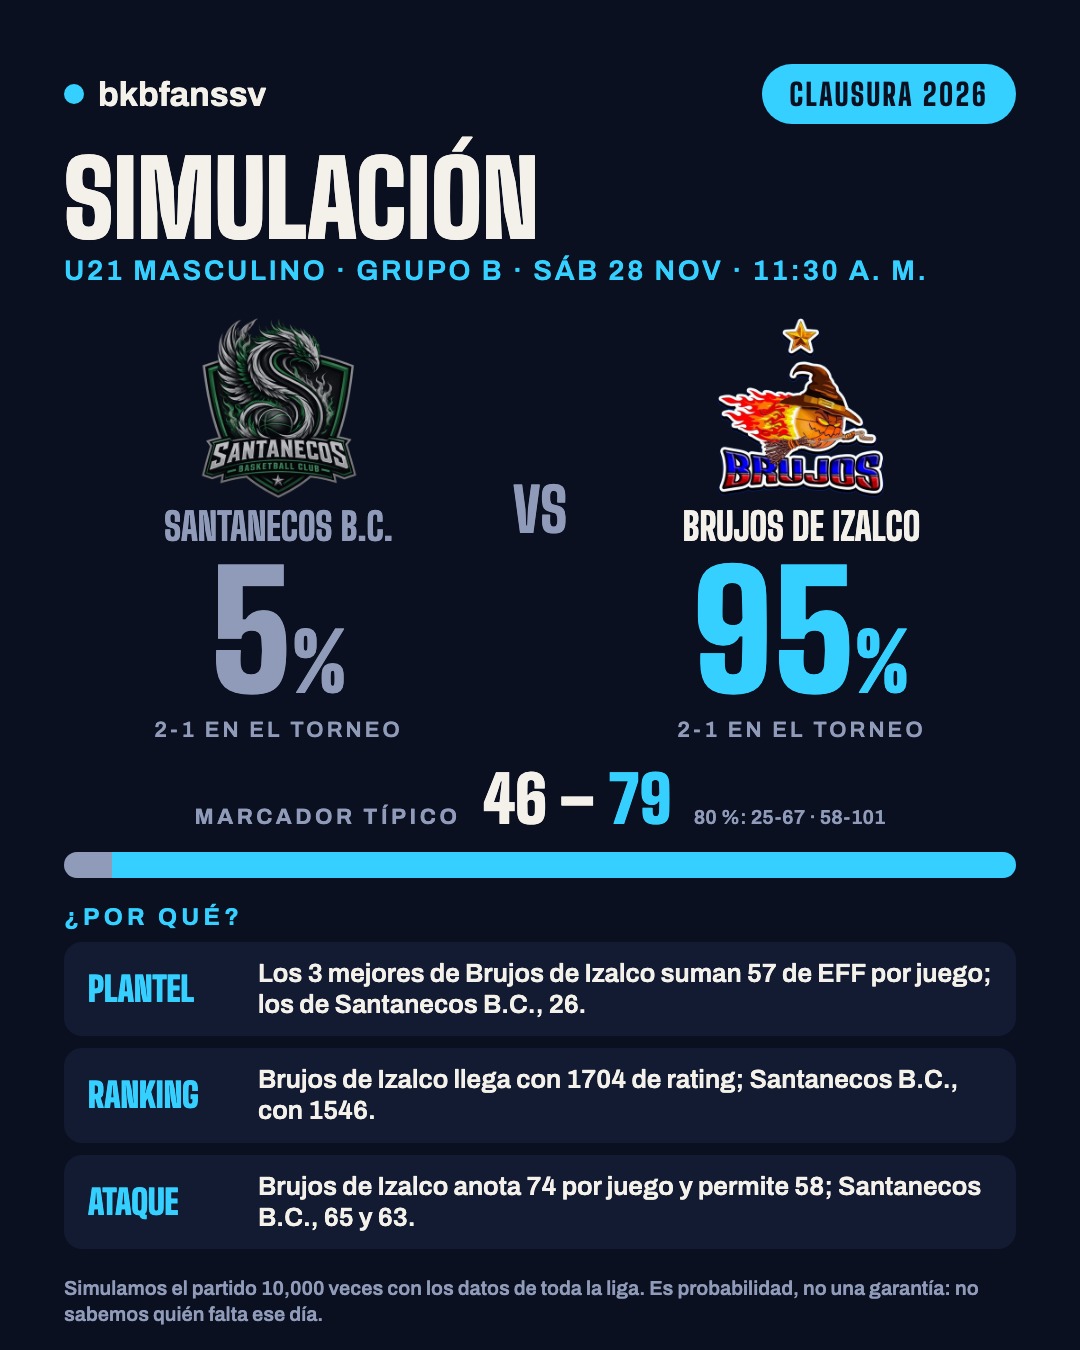 bkbfanssv
CLAUSURA 2026
SIMULACIÓN
U21 MASCULINO · GRUPO B · SÁB 28 NOV · 11:30 A. M.
SANTANECOS
BASKETBALL CLUB
BRUJOS
SANTANECOS B.C.
VS
BRUJOS DE IZALCO
5%
95%
2-1 EN EL TORNEO
2-1 EN EL TORNEO
MARCADOR TÍPICO 46 – 79 80 %: 25-67 · 58-101
¿POR QUÉ?
PLANTEL
Los 3 mejores de Brujos de Izalco suman 57 de EFF por juego;
los de Santanecos B.C., 26.
RANKING
Brujos de Izalco llega con 1704 de rating; Santanecos B.C.,
con 1546.
ATAQUE
Brujos de Izalco anota 74 por juego y permite 58; Santanecos
B.C., 65 y 63.
Simulamos el partido 10,000 veces con los datos de toda la liga. Es probabilidad, no una garantía: no
sabemos quién falta ese día.